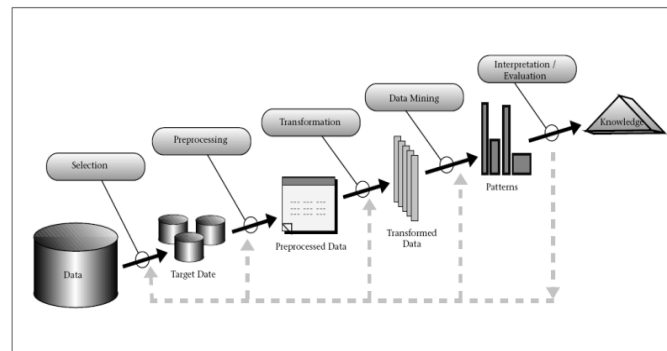 Interpretation /
Evaluation
Data Mining
Transformation
Preprocessing
Selection
Data
Target Date
Preprocessed Data
Transformed
Data
Patterns
Knowledge